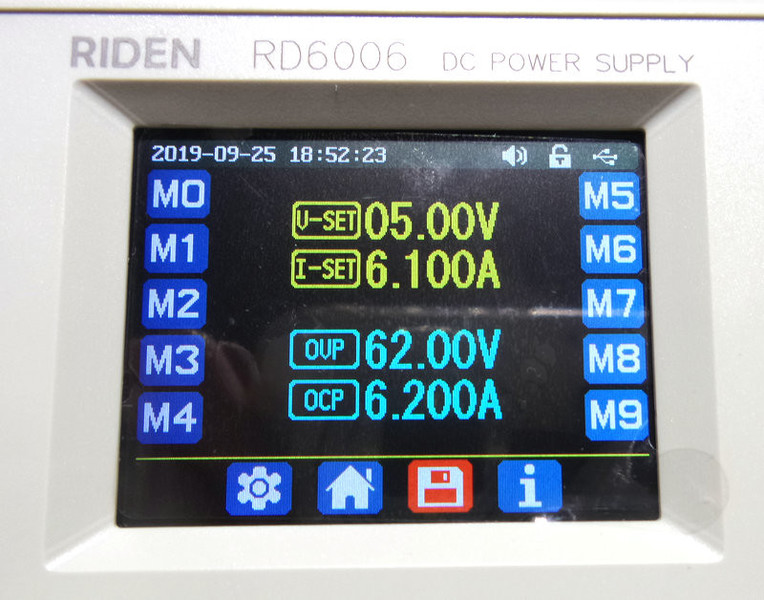 RIDEN RD6006 DC POWER SUPPLY
2019-09-25 18:52:23
M0
M1
M2
M3
M4
V-SET 05.00V
I-SET 6.100A
OVP 62.00V
OCP 6.200A
M5
M6
M7
M8
M9
i